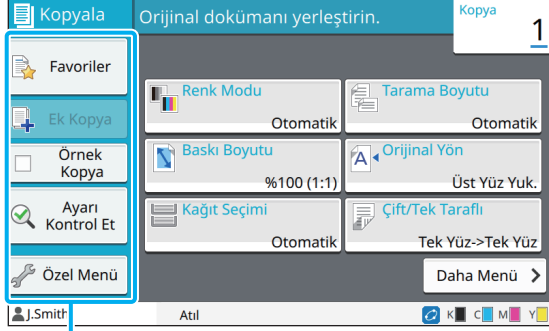 Kopyala
Orijinal dokümanı yerleştirin.
Kopya
1
Favoriler
Ek Kopya
Örnek
Kopya
Ayarı
Kontrol Et
Özel Menü
Renk Modu
Otomatik
Tarama Boyutu
Otomatik
Baskı Boyutu
%100 (1:1)
Orijinal Yön
Üst Yüz Yuk.
Kağıt Seçimi
Otomatik
Çift/Tek Taraflı
Tek Yüz->Tek Yüz
Daha Menü
J.Smith
Atıl
K C M Y